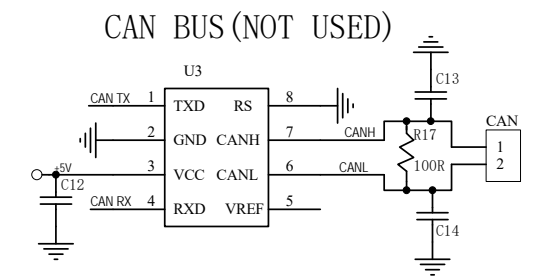 CAN BUS(NOT USED)
C13
U3
CAN
CAN TX 1 TXD RS 8
2 GND CANH 7 CANH R17 1
+5V 3 VCC CANL 6 CANL 100R 2
C12
CAN RX 4 RXD VREF 5
C14